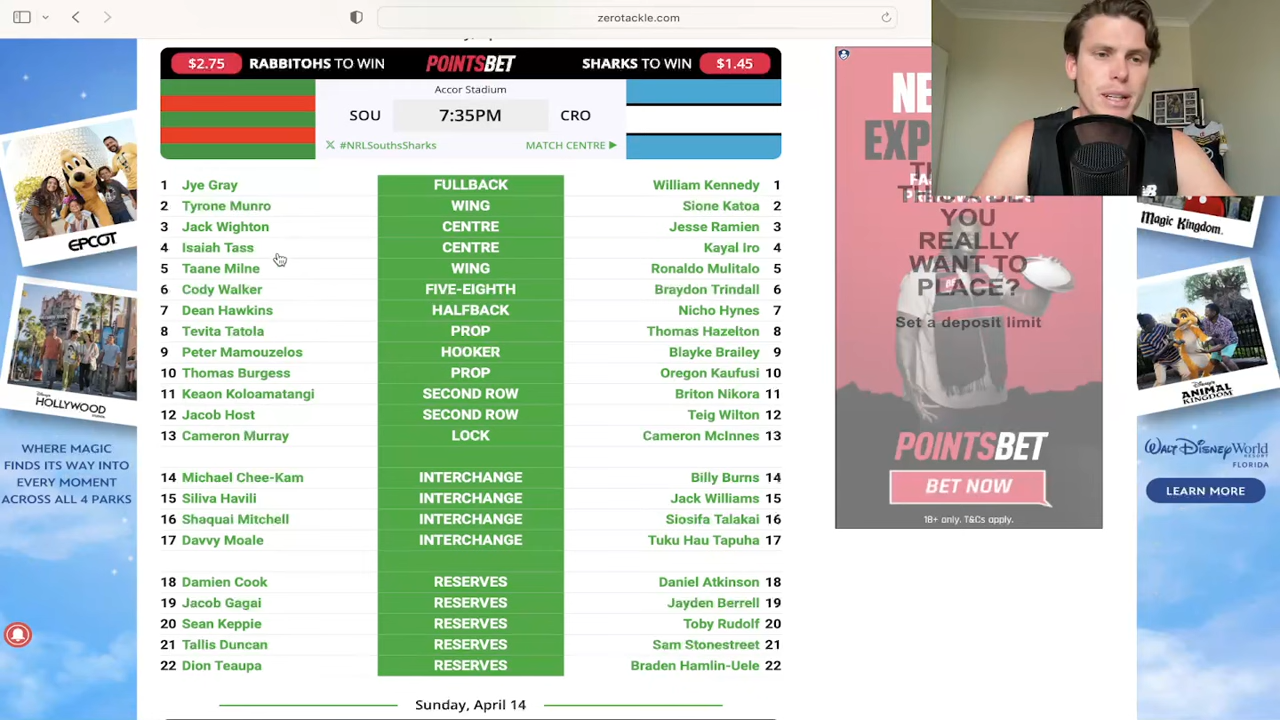 zerotackle.com
$2.75 RABBITOHS TO WIN POINTSBET SHARKS TO WIN $1.45
Accor Stadium
SOU 7:35PM CRO
#NRLSouthsSharks MATCH CENTRE
1 Jye Gray FULLBACK William Kennedy 1
2 Tyrone Munro WING Sione Katoa 2
3 Jack Wighton CENTRE Jesse Ramien 3
4 Isaiah Tass CENTRE Kayal Iro 4
5 Taane Milne WING Ronaldo Mulitalo 5
6 Cody Walker FIVE-EIGHTH Braydon Trindall 6
7 Dean Hawkins HALFBACK Nicho Hynes 7
8 Tevita Tatola PROP Thomas Hazelton 8
9 Peter Mamouzelos HOOKER Blayke Brailey 9
10 Thomas Burgess PROP Oregon Kaufusi 10
11 Keaon Koloamatangi SECOND ROW Briton Nikora 11
12 Jacob Host SECOND ROW Teig Wilton 12
13 Cameron Murray LOCK Cameron McInnes 13
14 Michael Chee-Kam INTERCHANGE Billy Burns 14
15 Siliva Havili INTERCHANGE Jack Williams 15
16 Shaquai Mitchell INTERCHANGE Siosifa Talakai 16
17 Davvy Moale INTERCHANGE Tuku Hau Tapuha 17
18 Damien Cook RESERVES Daniel Atkinson 18
19 Jacob Gagai RESERVES Jayden Berrell 19
20 Sean Keppie RESERVES Toby Rudolf 20
21 Tallis Duncan RESERVES Sam Stonestreet 21
22 Dion Teaupa RESERVES Braden Hamlin-Uele 22
Sunday, April 14
EPCOT
Disney's
HOLLYWOOD
WHERE MAGIC
FINDS ITS WAY INTO
EVERY MOMENT
ACROSS ALL 4 PARKS
YOU
REALLY
WANT TO
PLACE?
Set a deposit limit
POINTSBET
BET NOW
18+ only. T&Cs apply.
Magic Kingdom
Disney's
ANIMAL
KINGDOM
WALT DISNEY World
RESORT
FLORIDA
LEARN MORE